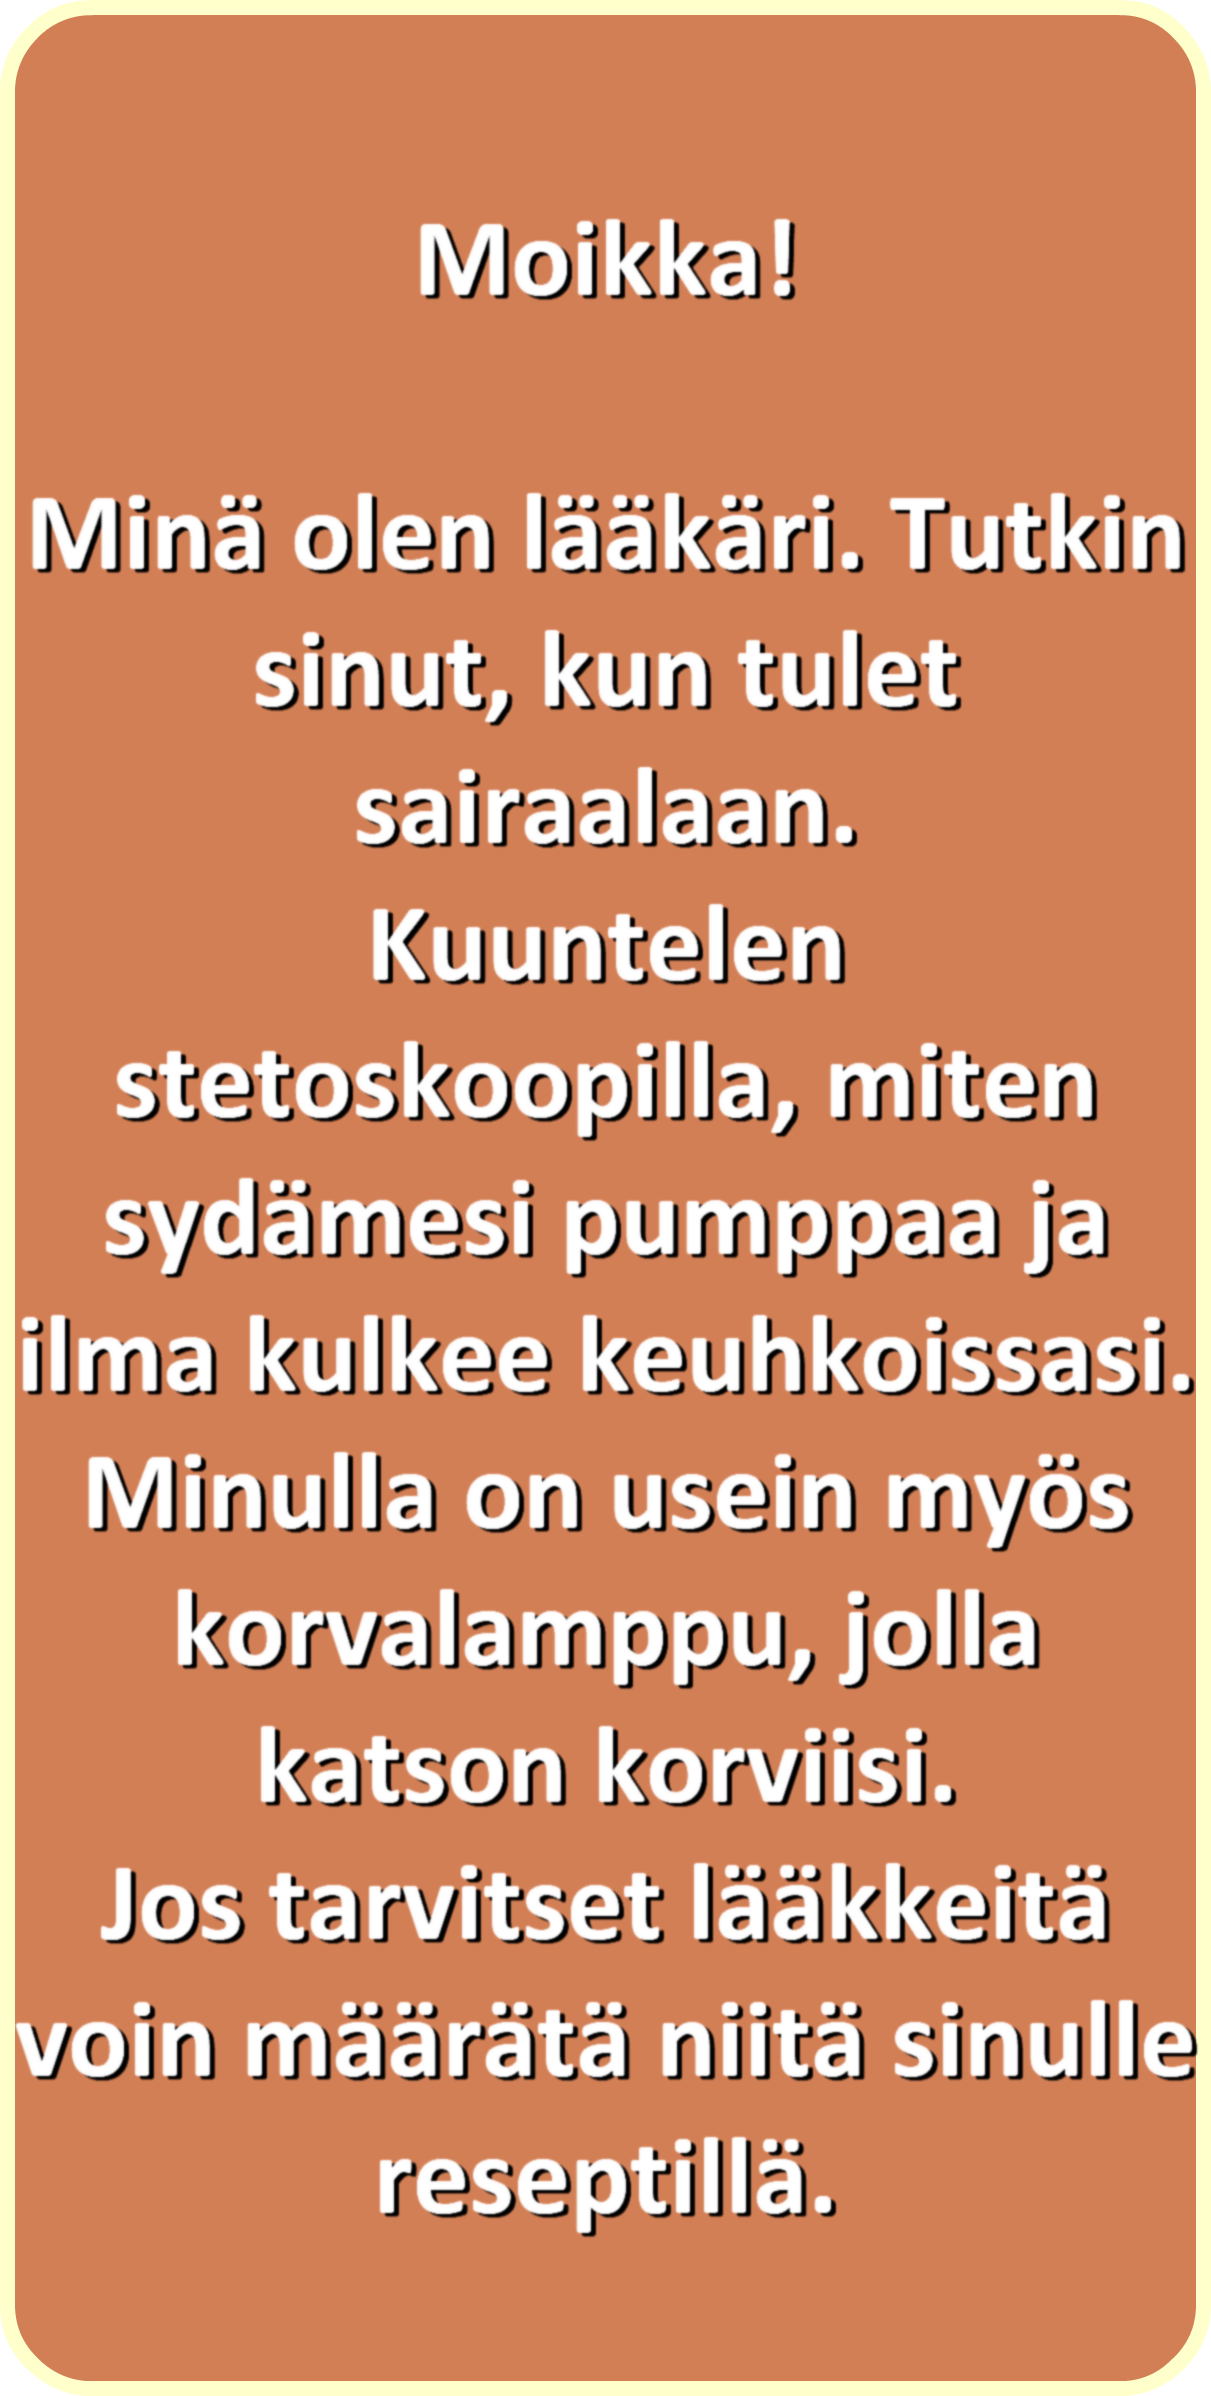 Moikka!
Minä olen lääkäri. Tutkin
sinut, kun tulet
sairaalaan.
Kuuntelen
stetoskoopilla, miten
sydämesi pumppaa ja
ilma kulkee keuhkoissasi.
Minulla on usein myös
korvalamppu, jolla
katson korviisi.
Jos tarvitset lääkkeitä
voin määrätä niitä sinulle
reseptillä.